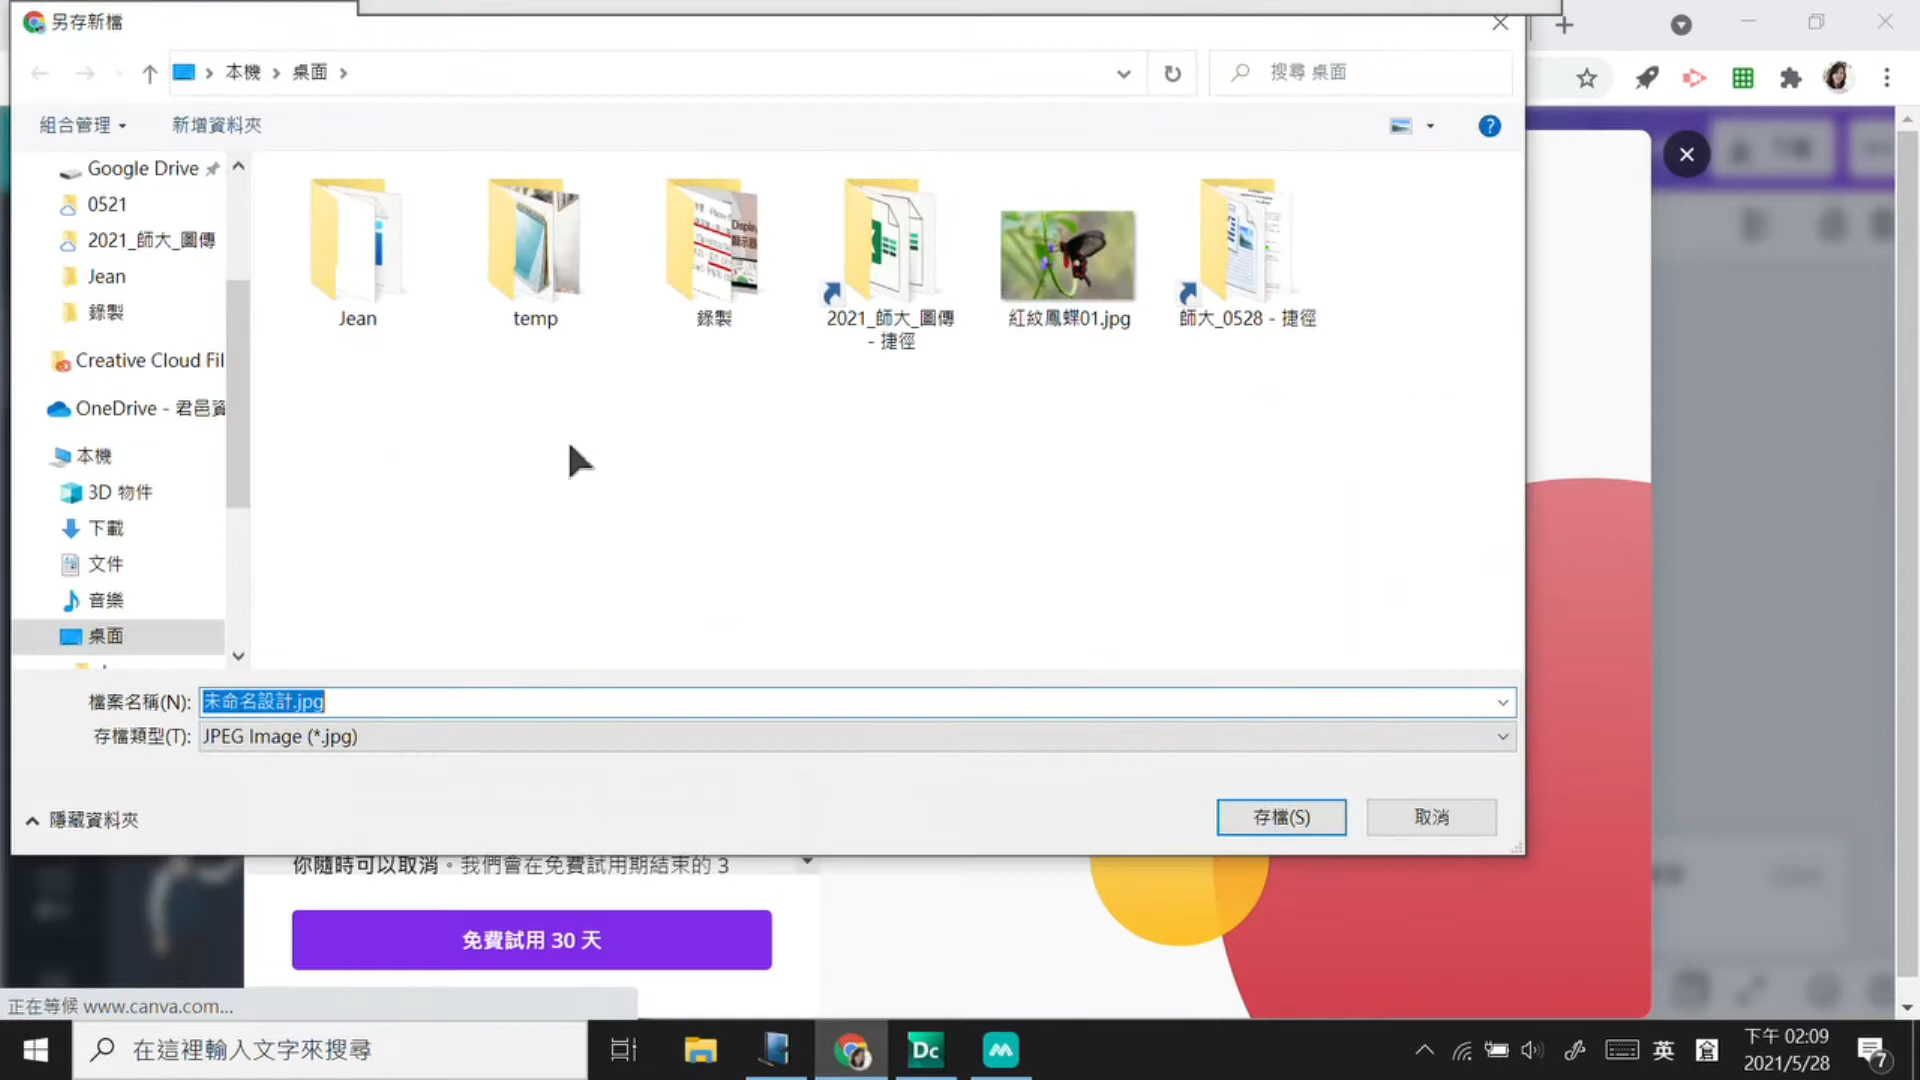 另存新檔
本機
桌面
搜尋 桌面
組合管理
新增資料夾
Google Drive
0521
2021_師大_圖傳
Jean
錄製
Creative Cloud Fil
OneDrive - 君邑資
本機
3D 物件
下載
文件
音樂
桌面
Jean
temp
錄製
2021_師大_圖傳
- 捷徑
紅紋鳳蝶01.jpg
師大_0528 - 捷徑
檔案名稱(N):
未命名設計.jpg
存檔類型(T):
JPEG Image (*.jpg)
隱藏資料夾
存檔(S)
取消
你隨時可以取消。我們會在免費試用期結束的 3
免費試用 30 天
正在等候 www.canva.com...
在這裡輸入文字來搜尋
Dc
英
倉
下午 02:09
2021/5/28
7